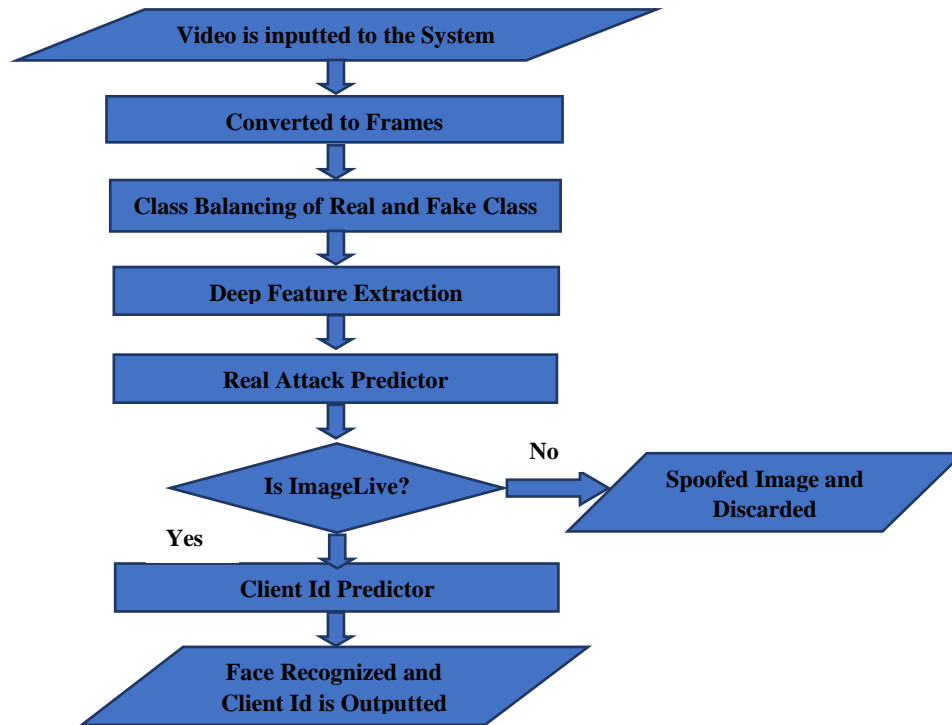 Video is inputted to the System
Converted to Frames
Class Balancing of Real and Fake Class
Deep Feature Extraction
Real Attack Predictor
Is ImageLive?
No
Spoofed Image and
Discarded
Yes
Client Id Predictor
Face Recognized and
Client Id is Outputted